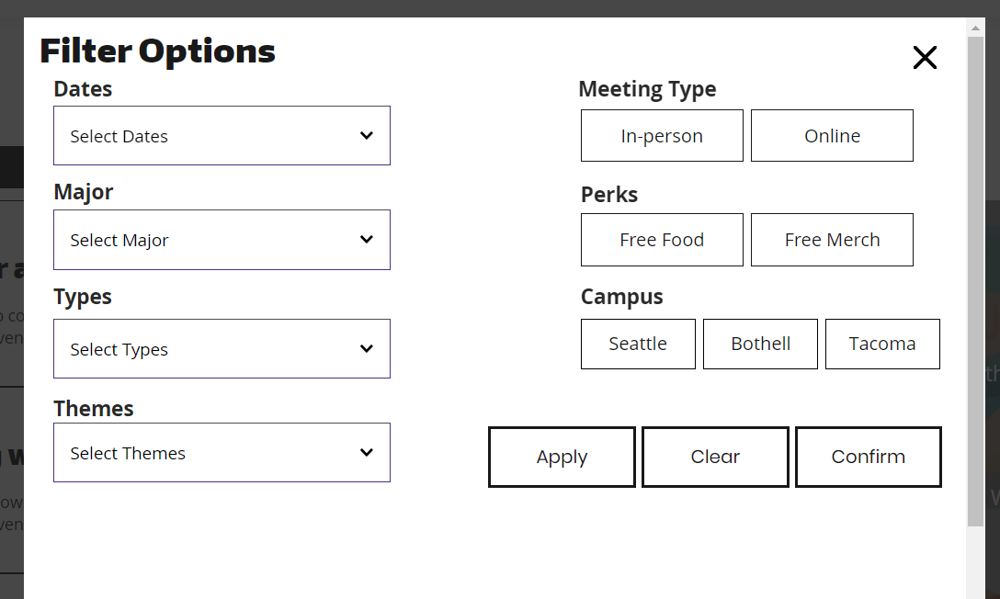 Filter Options
Dates
Select Dates
Major
Select Major
Types
Select Types
Themes
Select Themes
Meeting Type
In-person Online
Perks
Free Food Free Merch
Campus
Seattle Bothell Tacoma
Apply Clear Confirm